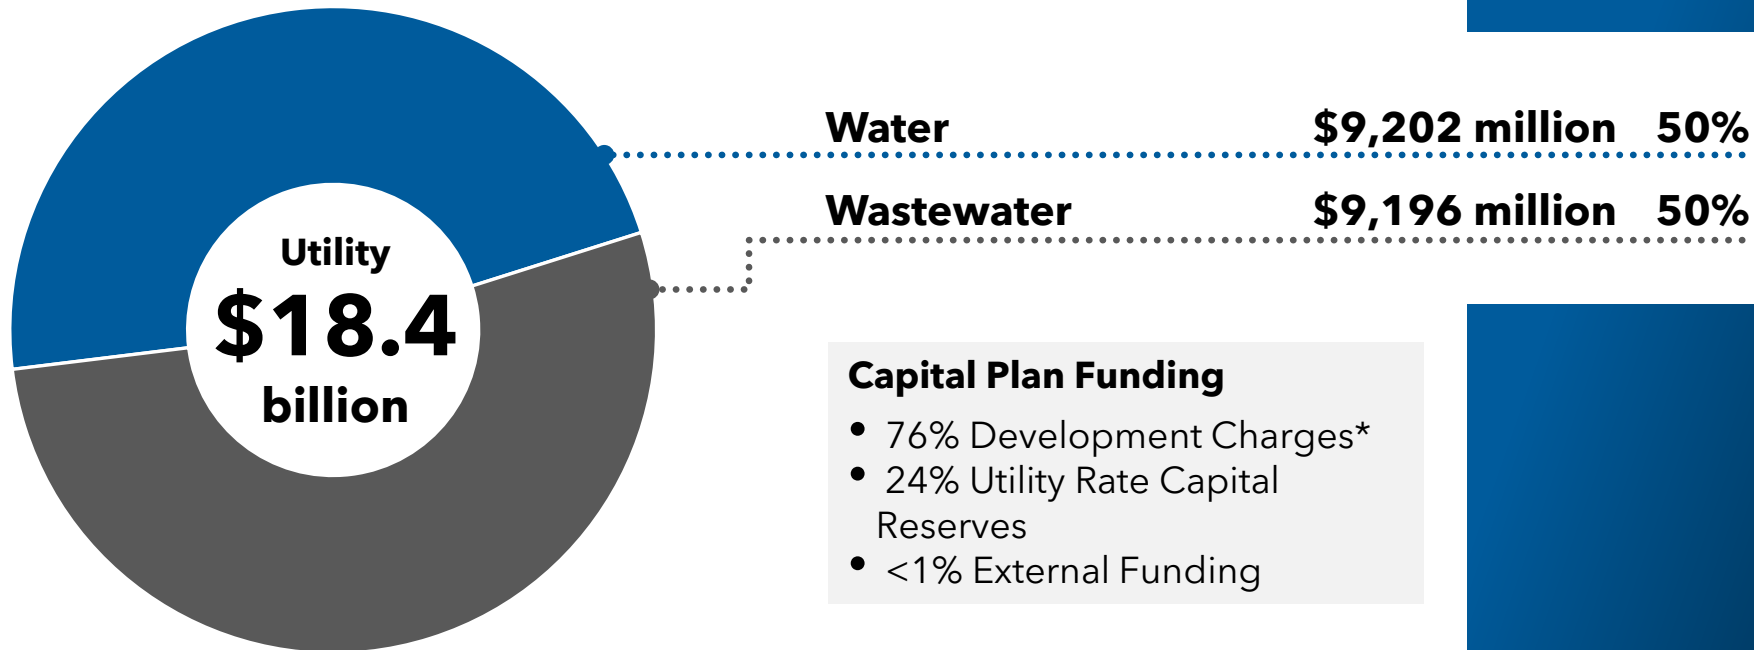 Utility
$18.4
billion
Water $9,202 million 50%
Wastewater $9,196 million 50%
Capital Plan Funding
• 76% Development Charges*
• 24% Utility Rate Capital
Reserves
• <1% External Funding